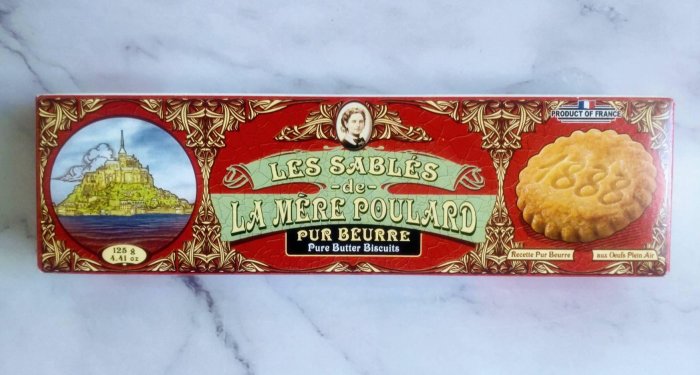 PRODUCT OF FRANCE
LES SABLÉS
-de-
LA MÈRE POULARD
PUR BEURRE
Pure Butter Biscuits
1888
125 g
4.41 oz
Recette Pur Beurre
aux Oeufs Plein Air